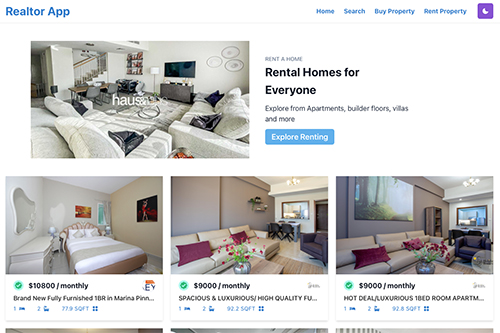 Realtor App
Home Search Buy Property Rent Property
RENT A HOME
Rental Homes for
Everyone
Explore from Apartments, builder floors, villas
and more
Explore Renting
haus
$10800 / monthly
EY
Brand New Fully Furnished 1BR in Marina Pinn...
1 2 77.9 SQFT
$9000 / monthly
SPACIOUS & LUXURIOUS/ HIGH QUALITY FU...
1 2 92.2 SQFT
$9000 / monthly
HOT DEAL/LUXURIOUS 1BED ROOM APARTM...
1 2 92.8 SQFT